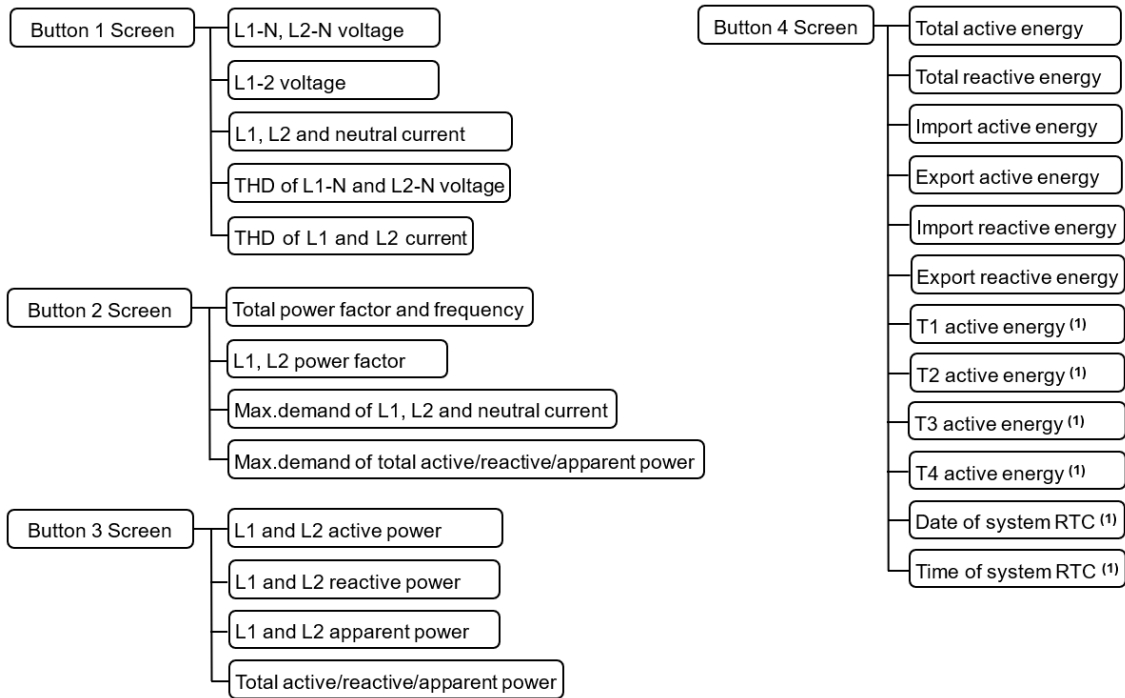 Button 1 Screen
L1-N, L2-N voltage
L1-2 voltage
L1, L2 and neutral current
THD of L1-N and L2-N voltage
THD of L1 and L2 current
Button 2 Screen
Total power factor and frequency
L1, L2 power factor
Max.demand of L1, L2 and neutral current
Max.demand of total active/reactive/apparent power
Button 3 Screen
L1 and L2 active power
L1 and L2 reactive power
L1 and L2 apparent power
Total active/reactive/apparent power
Button 4 Screen
Total active energy
Total reactive energy
Import active energy
Export active energy
Import reactive energy
Export reactive energy
T1 active energy (1)
T2 active energy (1)
T3 active energy (1)
T4 active energy (1)
Date of system RTC (1)
Time of system RTC (1)